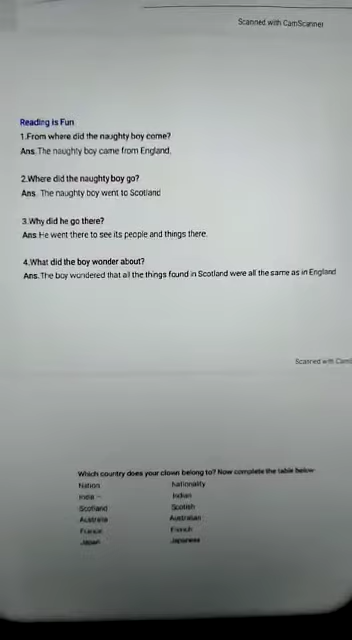 Scanned with CamScanner
Reading is Fun
1.From where did the naughty boy come?
Ans.The naughty boy came from England.
2.Where did the naughty boy go?
Ans. The naughty boy went to Scotland
3.Why did he go there?
Ans.He went there to see its people and things there.
4.What did the boy wonder about?
Ans.The boy wondered that all the things found in Scotland were all the same as in England
Scanned with Cam
Which country does your clown belong to? Now complete the table below
Nation Nationality
India - Indian
Scotland Scotish
Australia Australian
France French
Japan Japanese